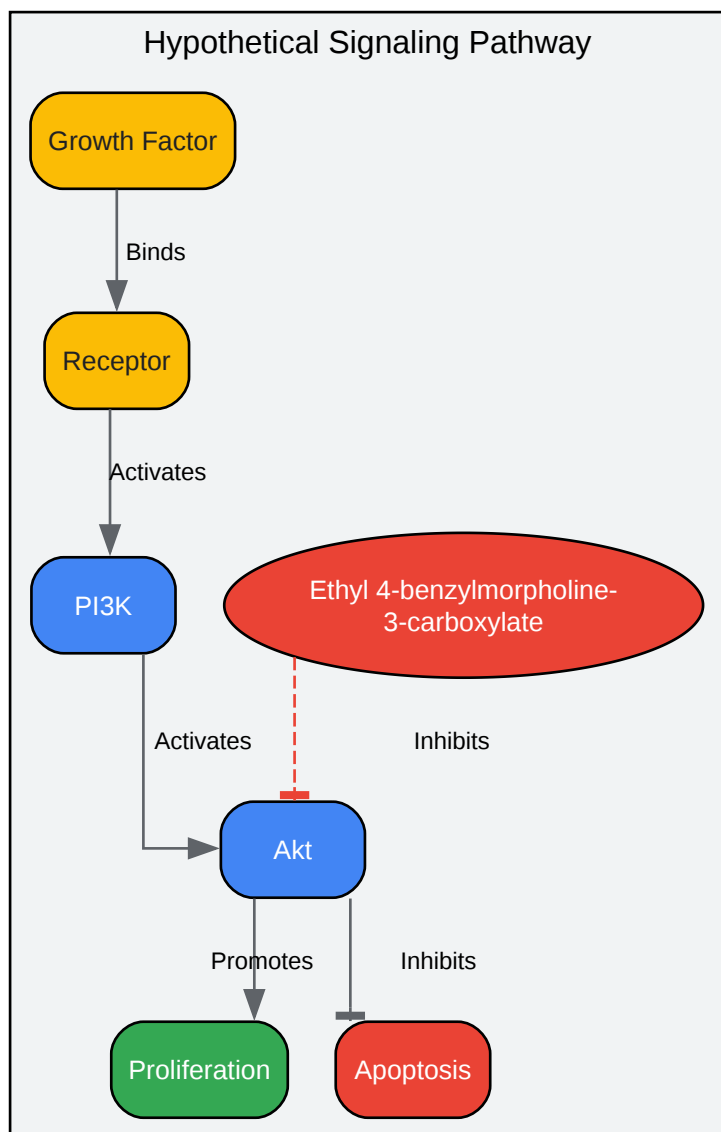 Hypothetical Signaling Pathway
Growth Factor
Binds
Receptor
Activates
PI3K
Ethyl 4-benzylmorpholine-
3-carboxylate
Activates
Inhibits
Akt
Promotes
Inhibits
Proliferation
Apoptosis